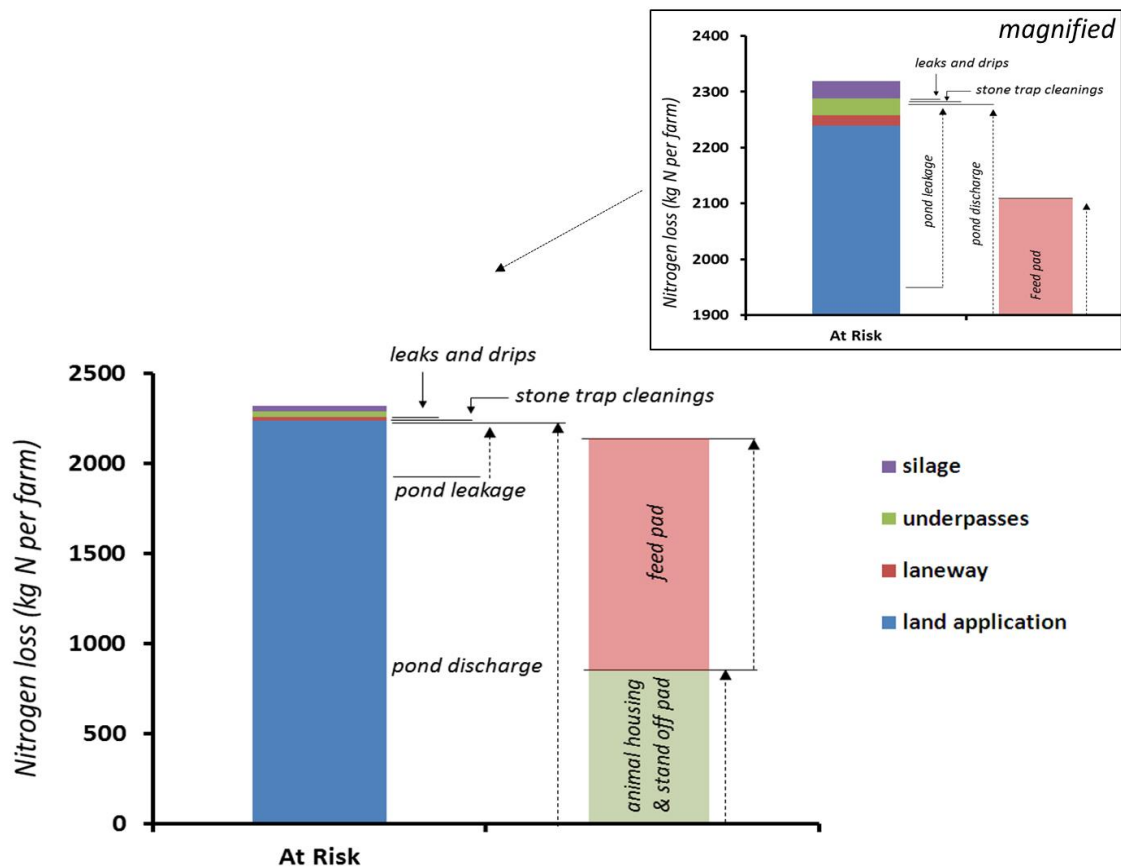 magnified
2400
2300
2200
2100
2000
1900
Nitrogen loss (kg N per farm)
leaks and drips
stone trap cleanings
pond leakage
pond discharge
Feed pad
At Risk
2500
2000
1500
1000
500
0
Nitrogen loss (kg N per farm)
leaks and drips
stone trap cleanings
pond leakage
pond discharge
feed pad
animal housing
& stand off pad
At Risk
silage
underpasses
laneway
land application